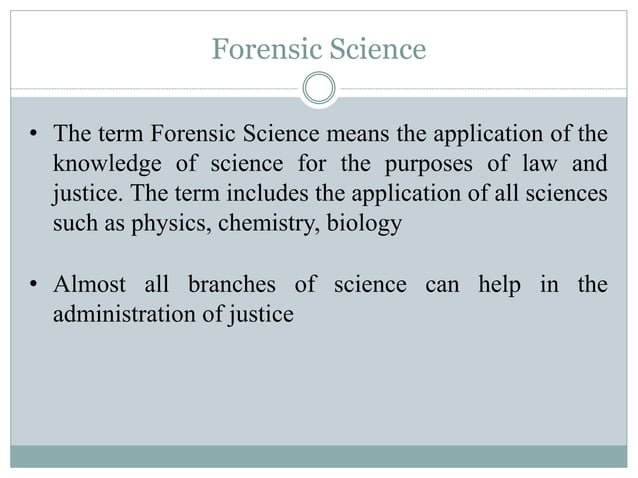 Forensic Science
• The term Forensic Science means the application of the
knowledge of science for the purposes of law and
justice. The term includes the application of all sciences
such as physics, chemistry, biology
• Almost all branches of science can help in the
administration of justice